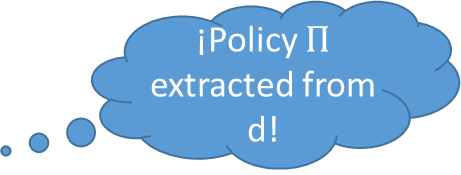 ¡Policy Π
extracted from
d!